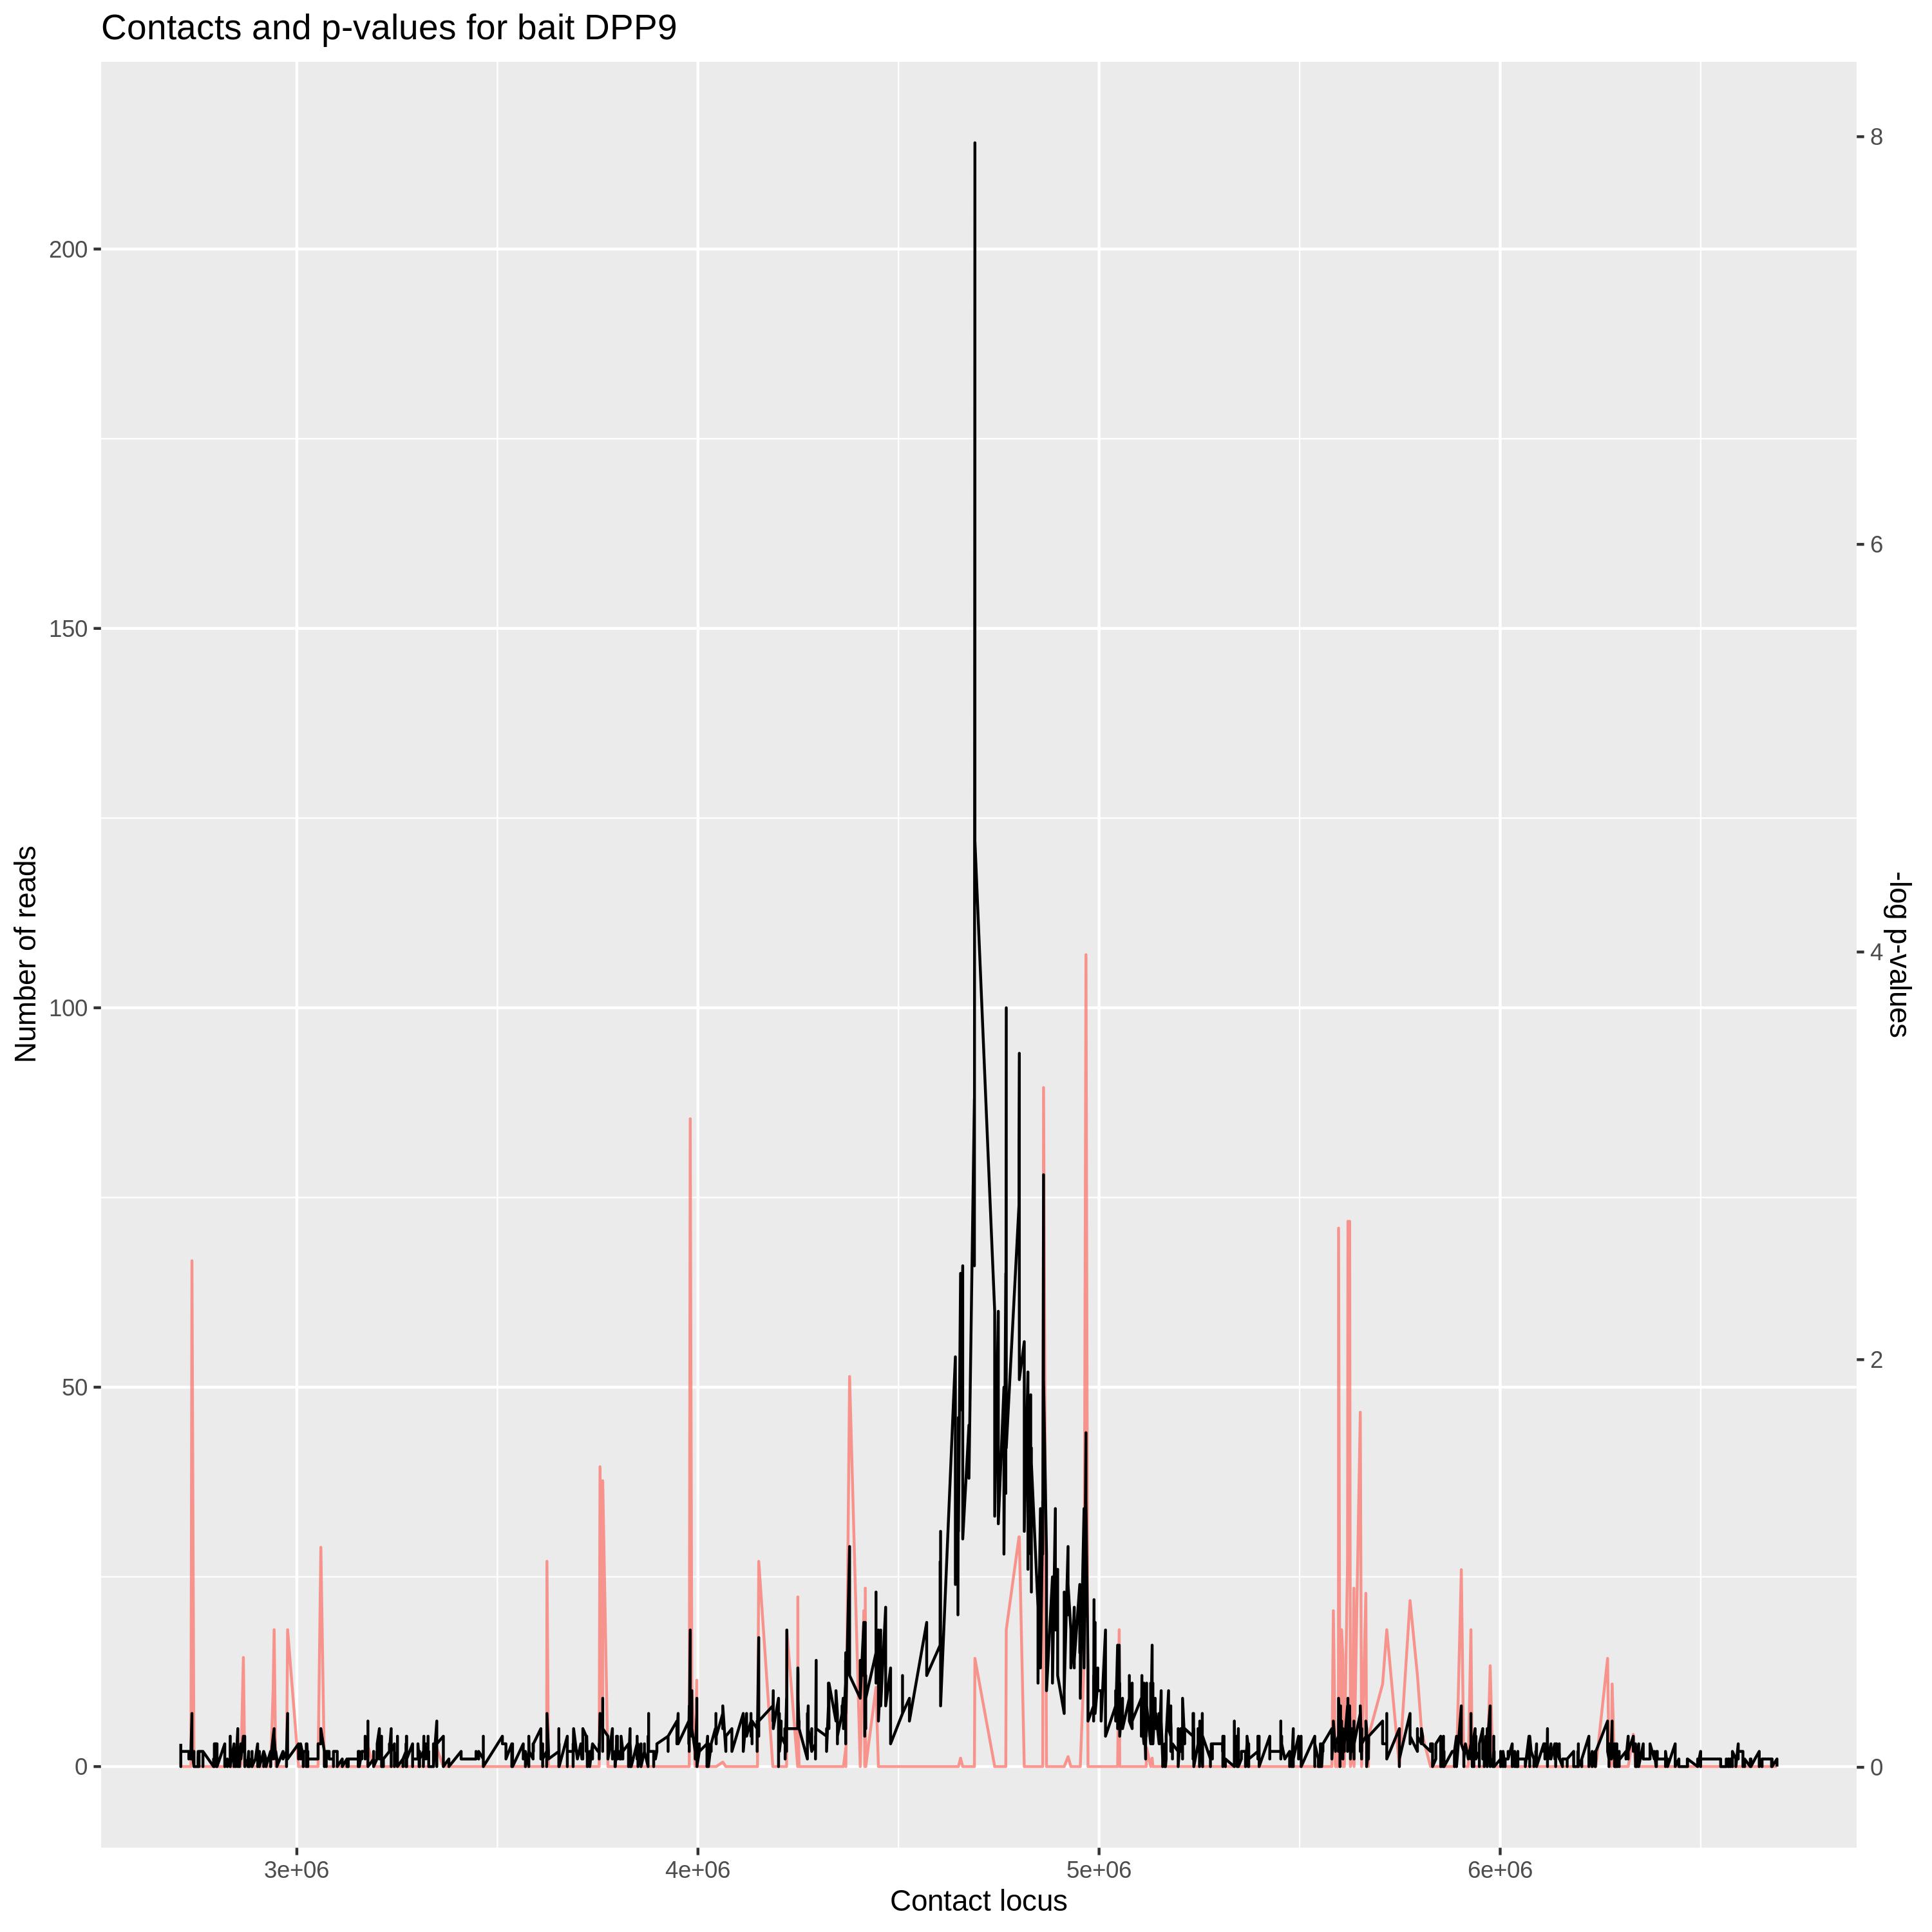 Contacts and p-values for bait DPP9
Number of reads
200
150
100
50
0
8
6
4
2
0
-log p-values
3e+06
4e+06
5e+06
6e+06
Contact locus